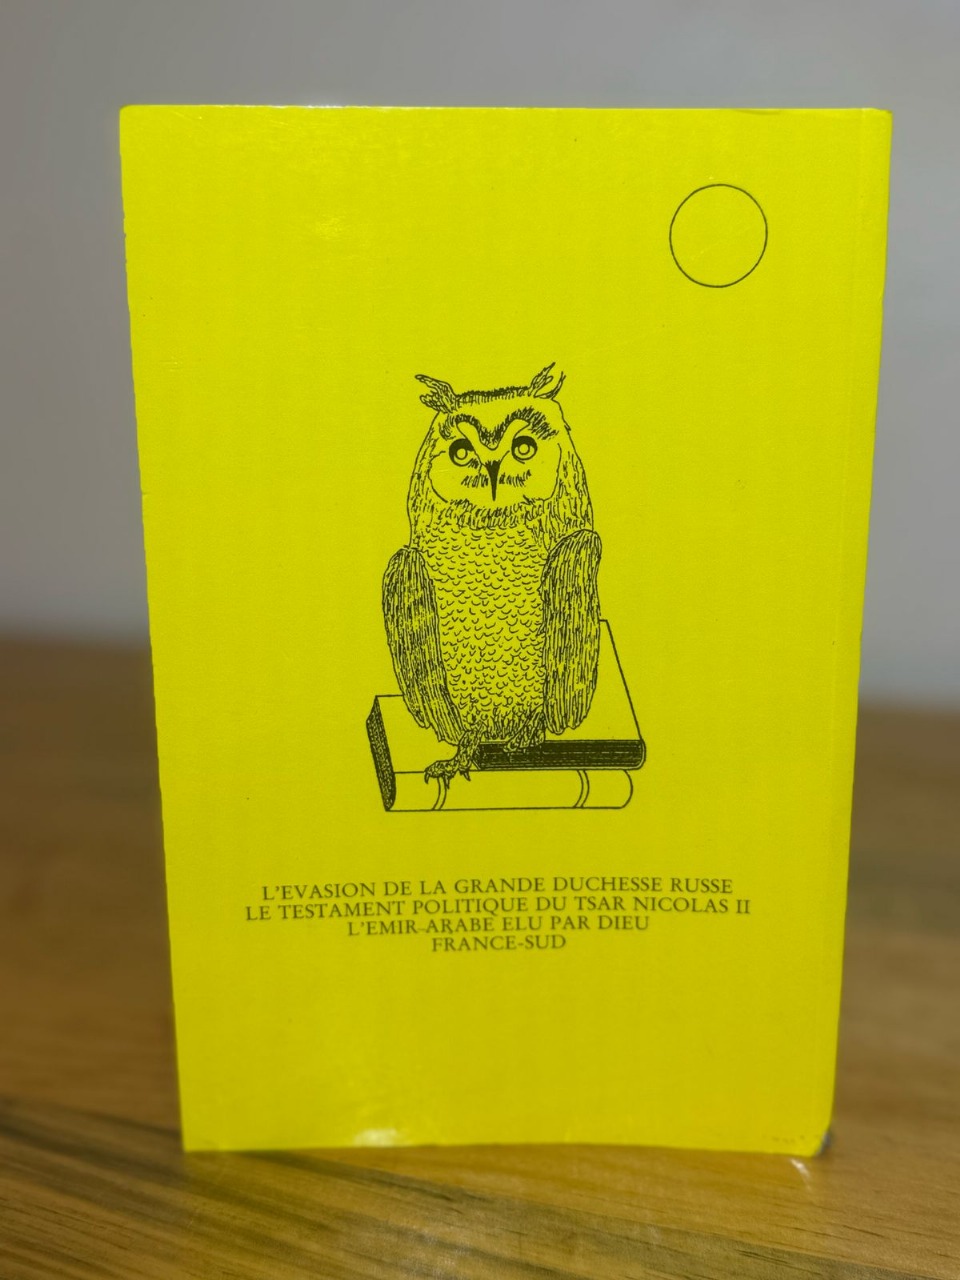 L'EVASION DE LA GRANDE DUCHESSE RUSSE
LE TESTAMENT POLITIQUE DU TSAR NICOLAS II
L'EMIR-ARABE ELU PAR DIEU
FRANCE-SUD